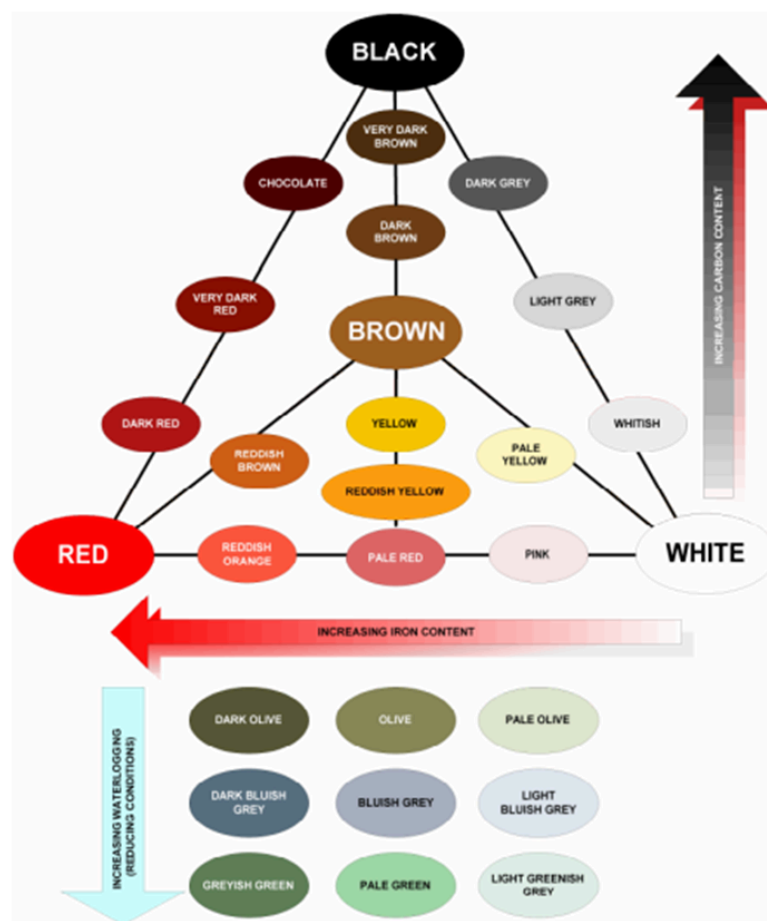 BLACK
VERY DARK
BROWN
CHOCOLATE
DARK GREY
DARK
BROWN
VERY DARK
RED
LIGHT GREY
BROWN
DARK RED
YELLOW
WHITISH
REDDISH
BROWN
PALE
YELLOW
REDDISH YELLOW
RED
REDDISH
ORANGE
PALE RED
PINK
WHITE
INCREASING CARBON CONTENT
INCREASING IRON CONTENT
INCREASING WATERLOGGING
(REDUCING CONDITIONS)
DARK OLIVE
OLIVE
PALE OLIVE
DARK BLUISH
GREY
BLUISH GREY
LIGHT
BLUISH GREY
GREYISH GREEN
PALE GREEN
LIGHT GREENISH
GREY